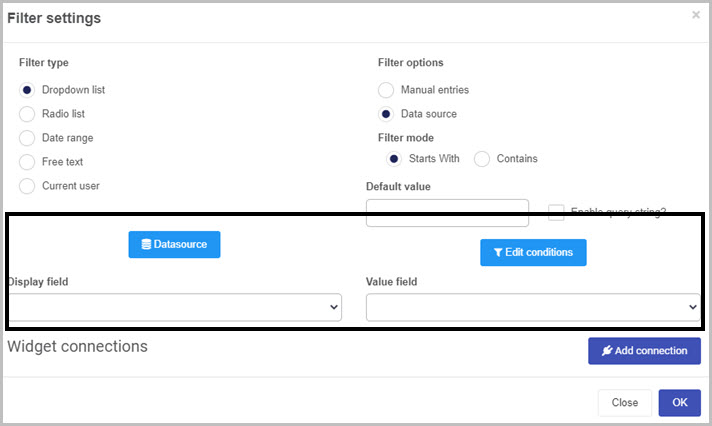 Filter settings
×
Filter type
Filter options
Dropdown list
Manual entries
Radio list
Data source
Date range
Filter mode
Free text
Starts With
Contains
Current user
Default value
Enable query string?
Datasource
Edit conditions
Display field
Value field
Widget connections
Add connection
Close
OK